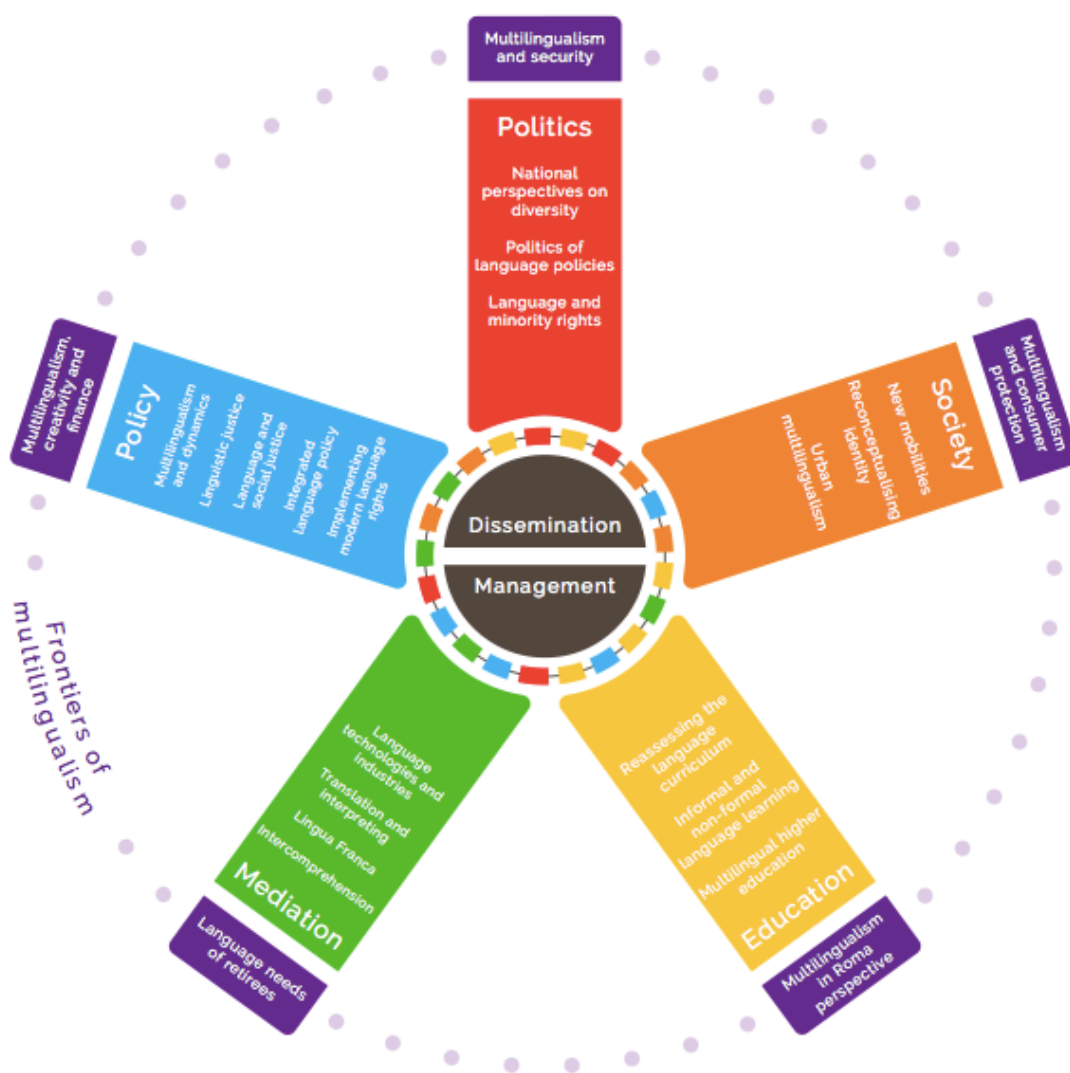 Multilingualism
and security
Politics
National
perspectives on
diversity
Politics of
language policies
Language and
minority rights
Multilingualism
and consumer
protection
Society
New mobilities
Reconceptualising
identity
Urban
multilingualism
Dissemination
Management
Reassessing the
language
curriculum
Informal and
non-formal
language learning
Multilingual higher
education
Education
Multilingualism
in Roma
perspective
Language
technologies and
industries
Translation and
interpreting
Lingua Franca
Intercomprehension
Mediation
Language needs
of retirees
Frontiers of
multilingualism
Multilingualism,
creativity and
finance
Policy
Multilingualism
and dynamics
Linguistic justice
Language and
social justice
Integrated
language policy
Implementing
modern language
rights